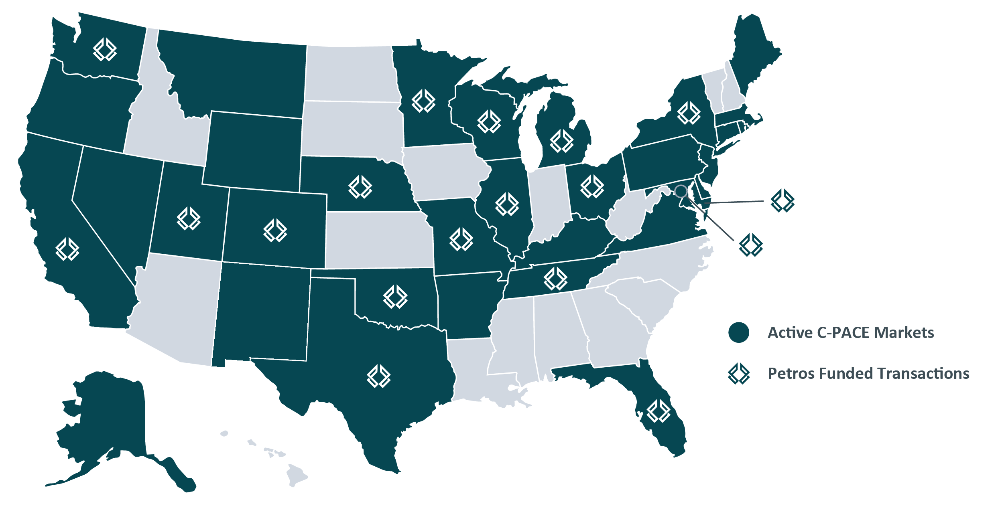 Active C-PACE Markets
Petros Funded Transactions